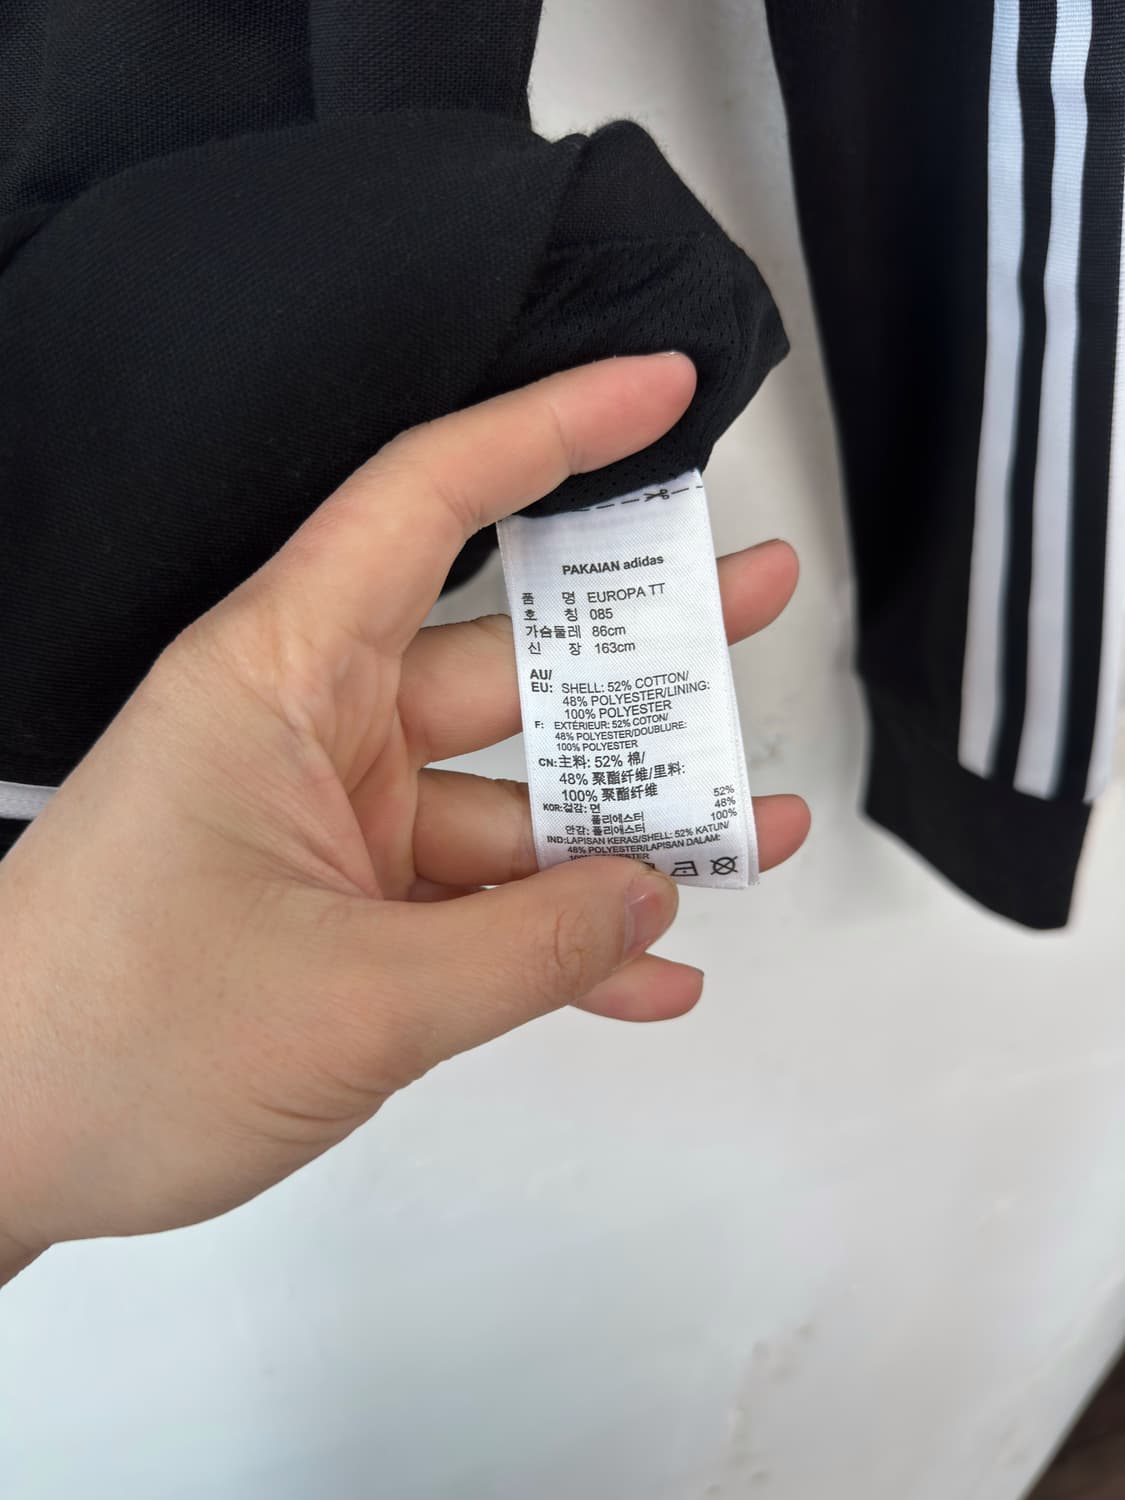 PAKAIAN adidas
품 명 EUROPA TT
호 칭 085
가슴둘레 86cm
신 장 163cm
AU/
EU: SHELL: 52% COTTON/
48% POLYESTER/LINING:
100% POLYESTER
F: EXTÉRIEUR: 52% COTON/
48% POLYESTER/DOUBLURE:
100% POLYESTER
CN: 主料: 52% 棉/
48% 聚酯纤维/里料:
100% 聚酯纤维
KOR: 겉감: 면 52%
폴리에스터 48%
안감: 폴리에스터 100%
IND: LAPISAN KERAS/SHELL: 52% KATUN/
48% POLYESTER/LAPISAN DALAM:
100% POLYESTER